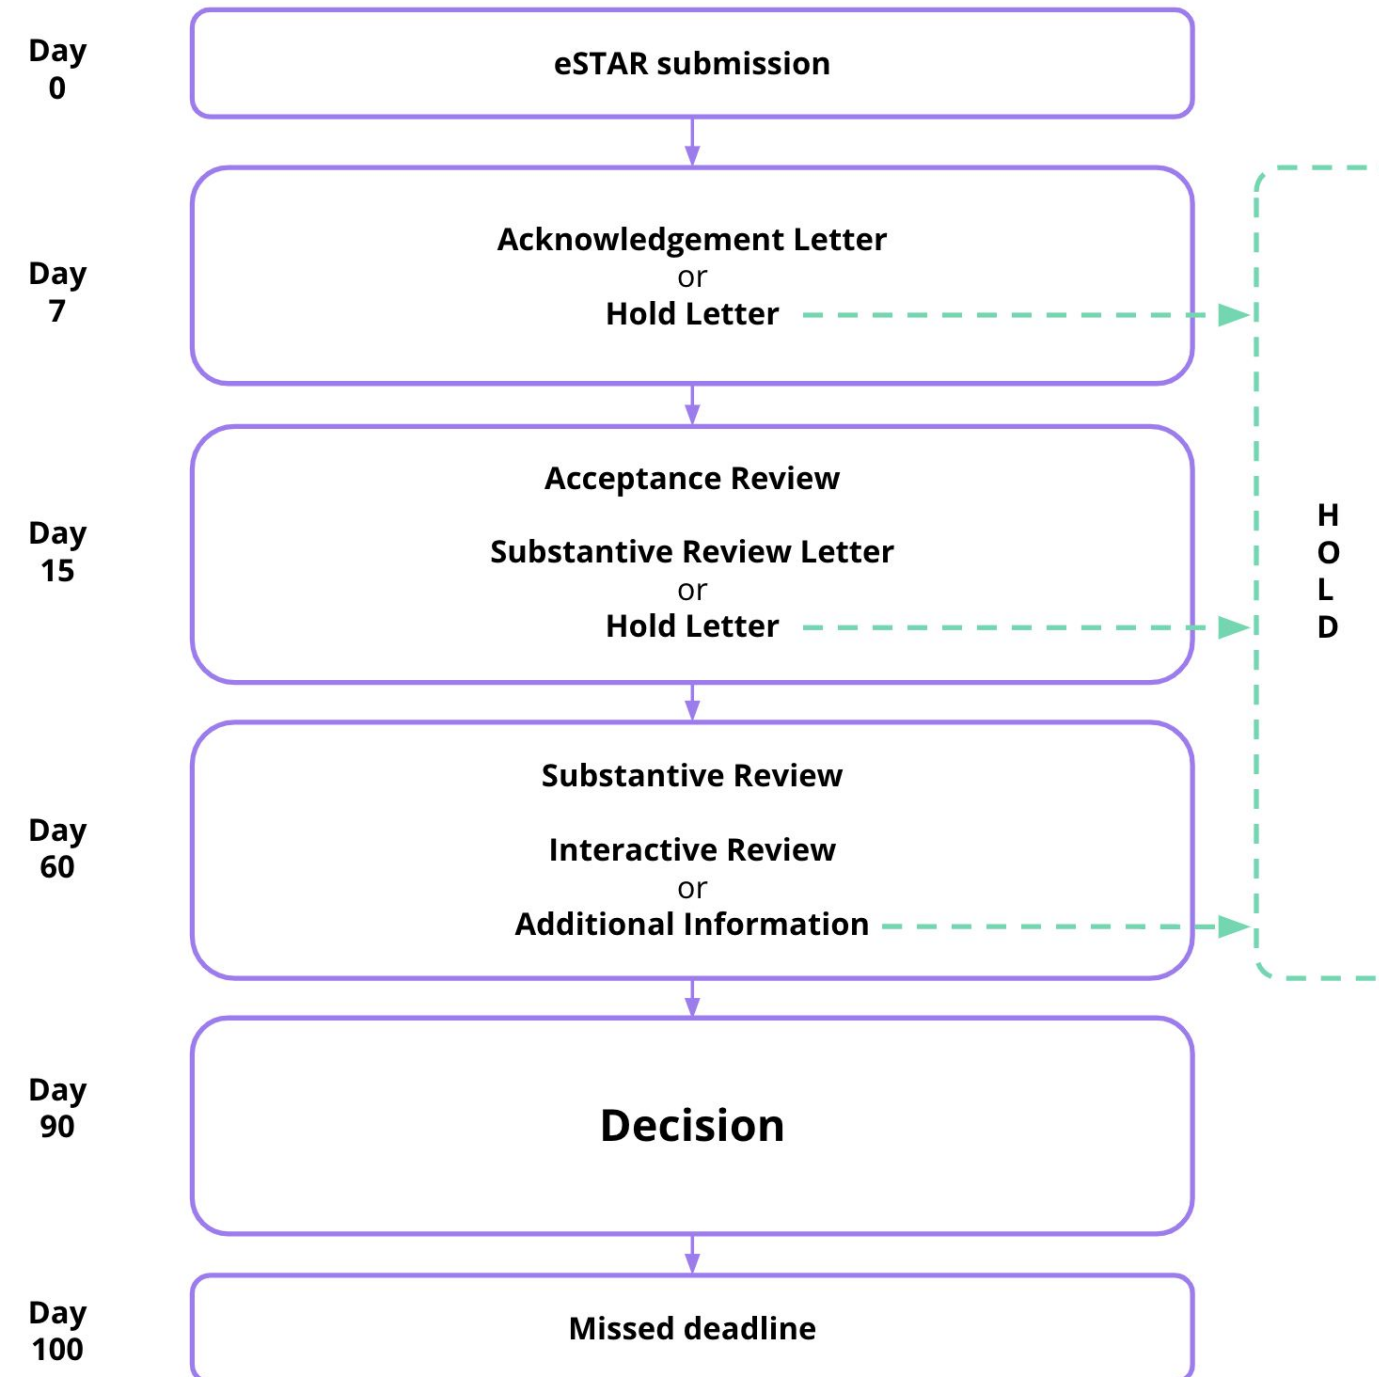 Day
0
eSTAR submission
Day
7
Acknowledgement Letter
or
Hold Letter
Day
15
Acceptance Review
Substantive Review Letter
or
Hold Letter
H
O
L
D
Day
60
Substantive Review
Interactive Review
or
Additional Information
Day
90
Decision
Day
100
Missed deadline